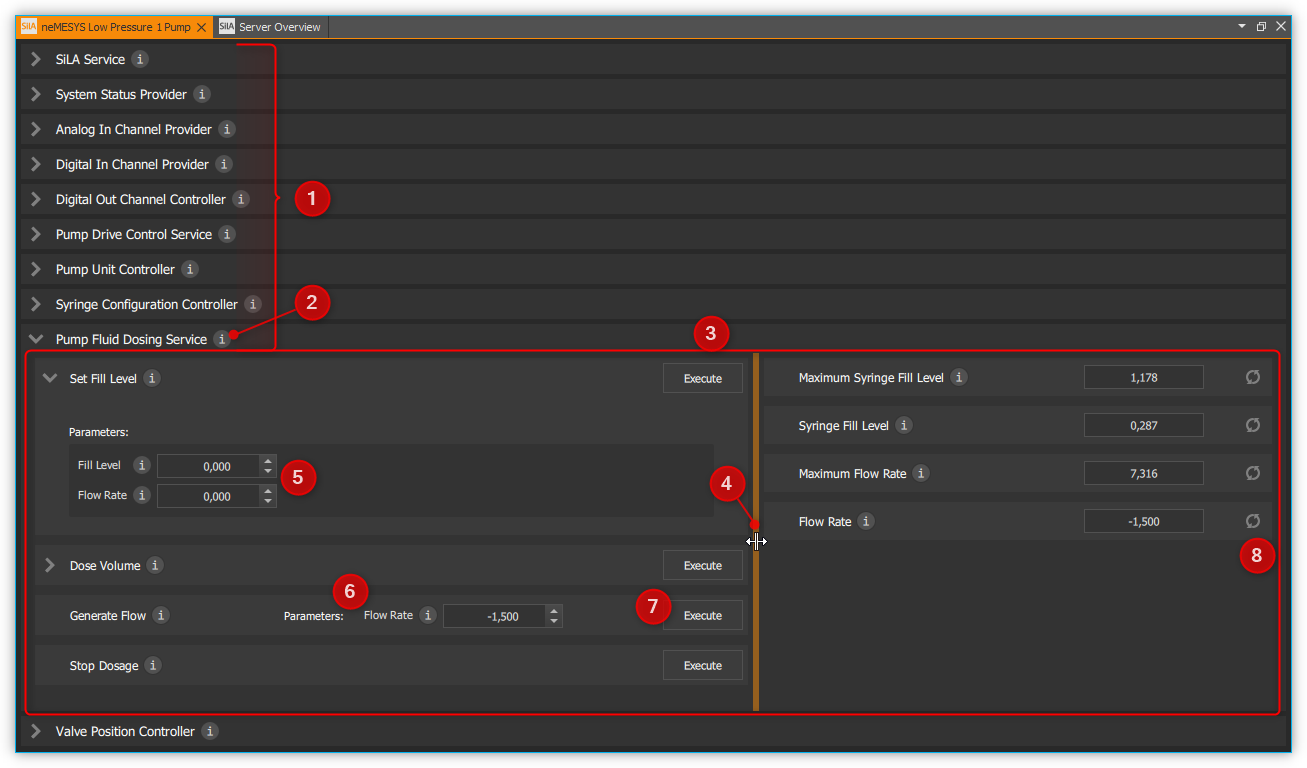 SiLA neMESYS Low Pressure 1 Pump SiLA Server Overview
SiLA Service i
1
System Status Provider i
Analog In Channel Provider i
Digital In Channel Provider i
Digital Out Channel Controller i
Pump Drive Control Service i
Pump Unit Controller i
Syringe Configuration Controller i
2
Pump Fluid Dosing Service i
3
Set Fill Level i Execute
Parameters:
Fill Level i 0,000
Flow Rate i 0,000
5
4
Dose Volume i Execute
6
Generate Flow i Parameters: Flow Rate i -1,500 Execute
7
Stop Dosage i Execute
Maximum Syringe Fill Level i 1,178
Syringe Fill Level i 0,287
Maximum Flow Rate i 7,316
Flow Rate i -1,500
8
Valve Position Controller i